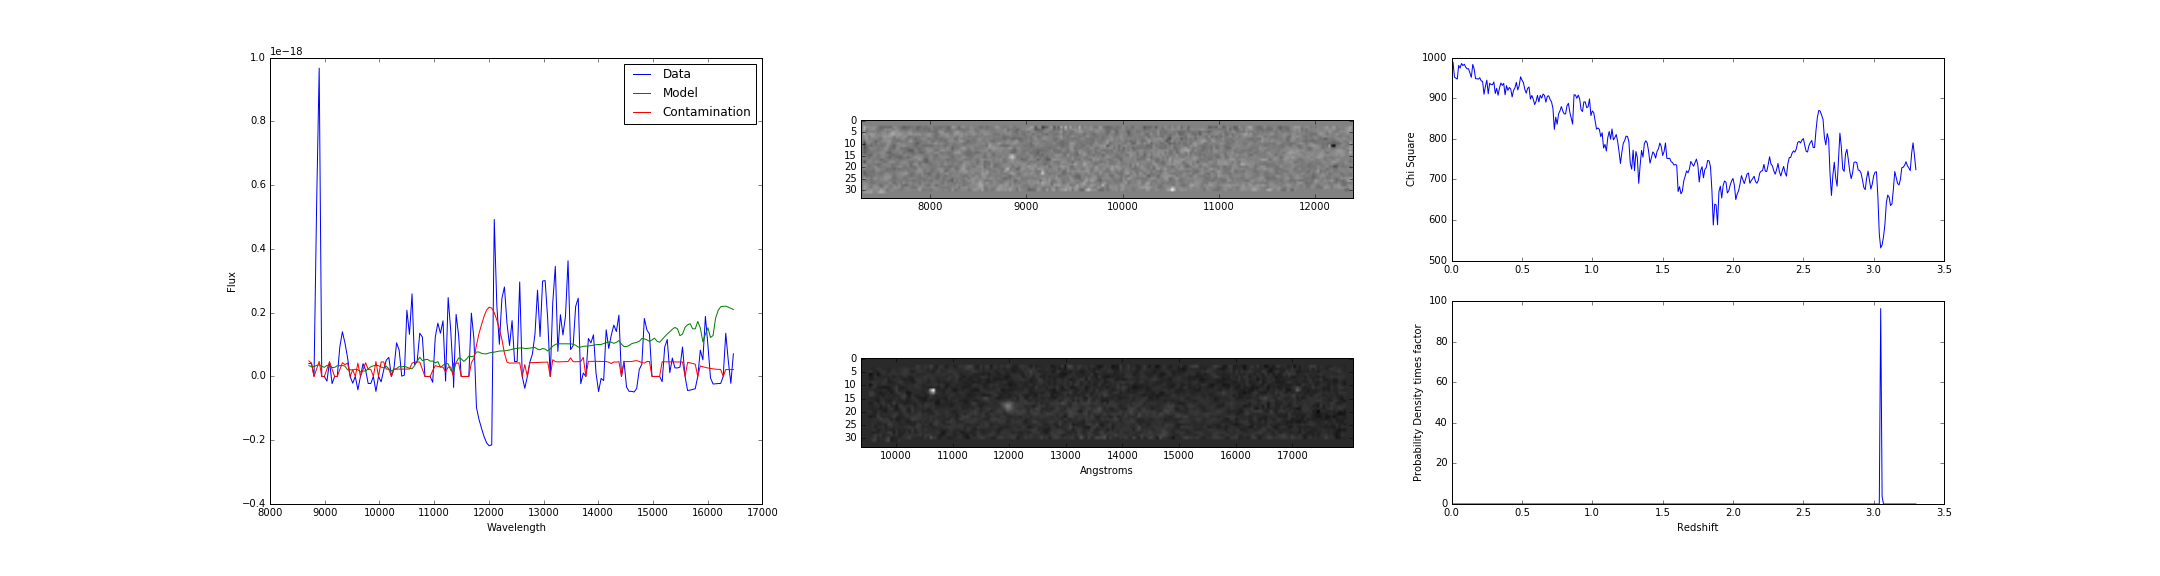 1e−18
1.0
0.8
0.6
0.4
0.2
0.0
−0.2
−0.4
Flux
8000 9000 10000 11000 12000 13000 14000 15000 16000 17000
Wavelength
Data
Model
Contamination
0
5
10
15
20
25
30
8000 9000 10000 11000 12000
0
5
10
15
20
25
30
10000 11000 12000 13000 14000 15000 16000 17000
Angstroms
1000
900
800
700
600
500
Chi Square
0.0 0.5 1.0 1.5 2.0 2.5 3.0 3.5
100
80
60
40
20
0
Probability Density times factor
0.0 0.5 1.0 1.5 2.0 2.5 3.0 3.5
Redshift